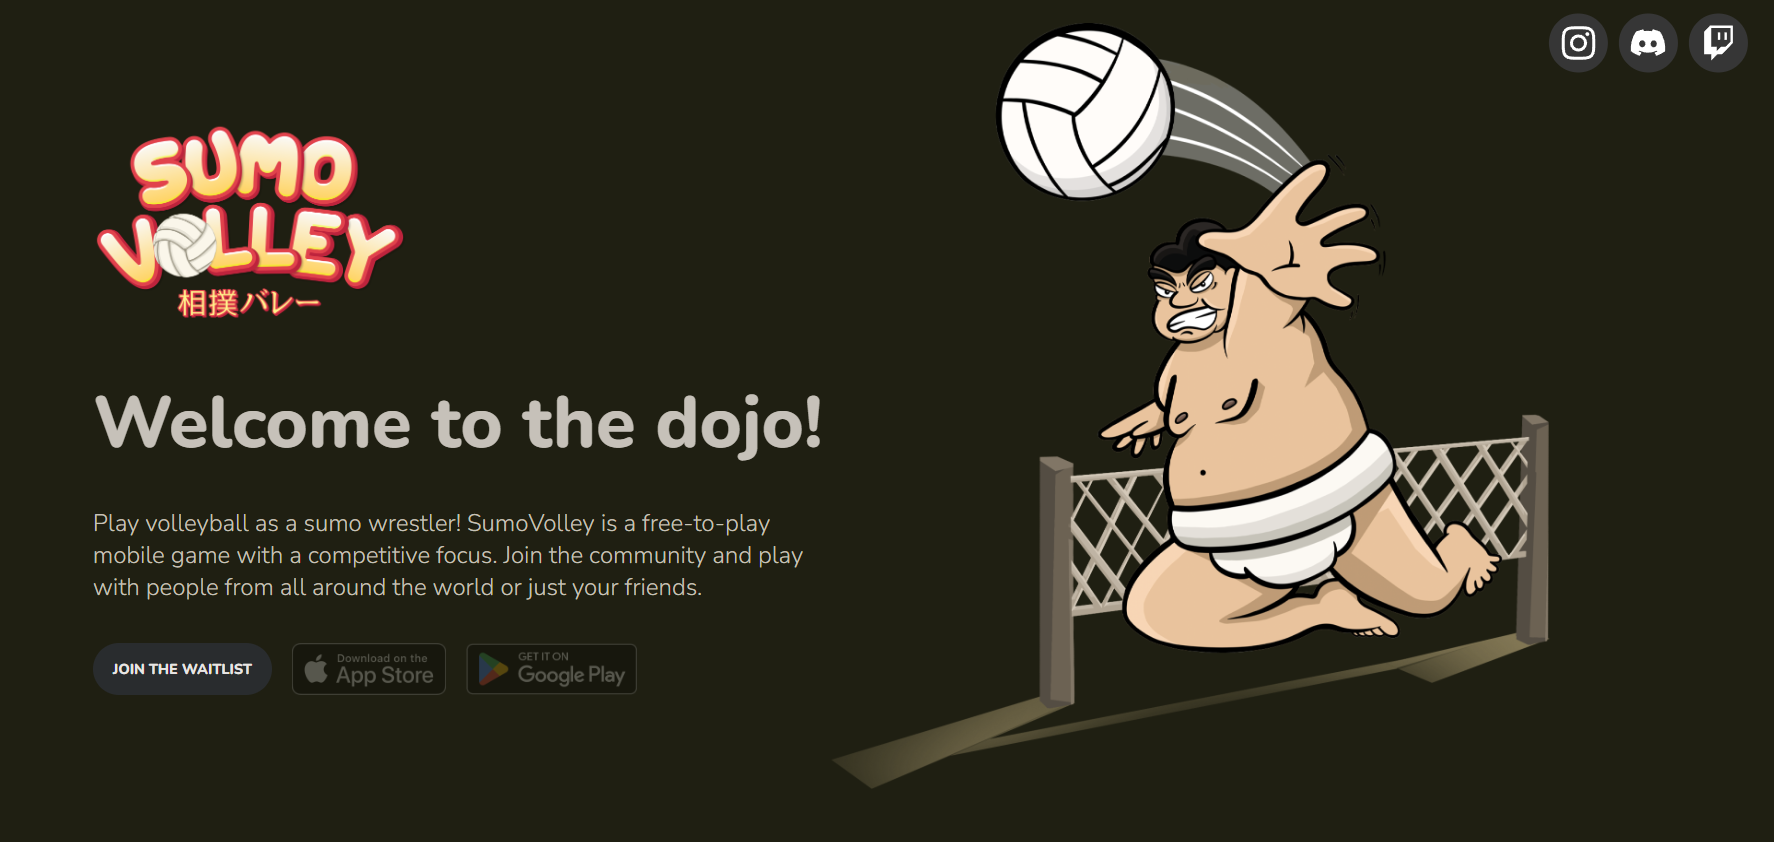 SUMO
VOLLEY
相撲バレー
Welcome to the dojo!
Play volleyball as a sumo wrestler! SumoVolley is a free-to-play
mobile game with a competitive focus. Join the community and play
with people from all around the world or just your friends.
JOIN THE WAITLIST
Download on the
App Store
GET IT ON
Google Play